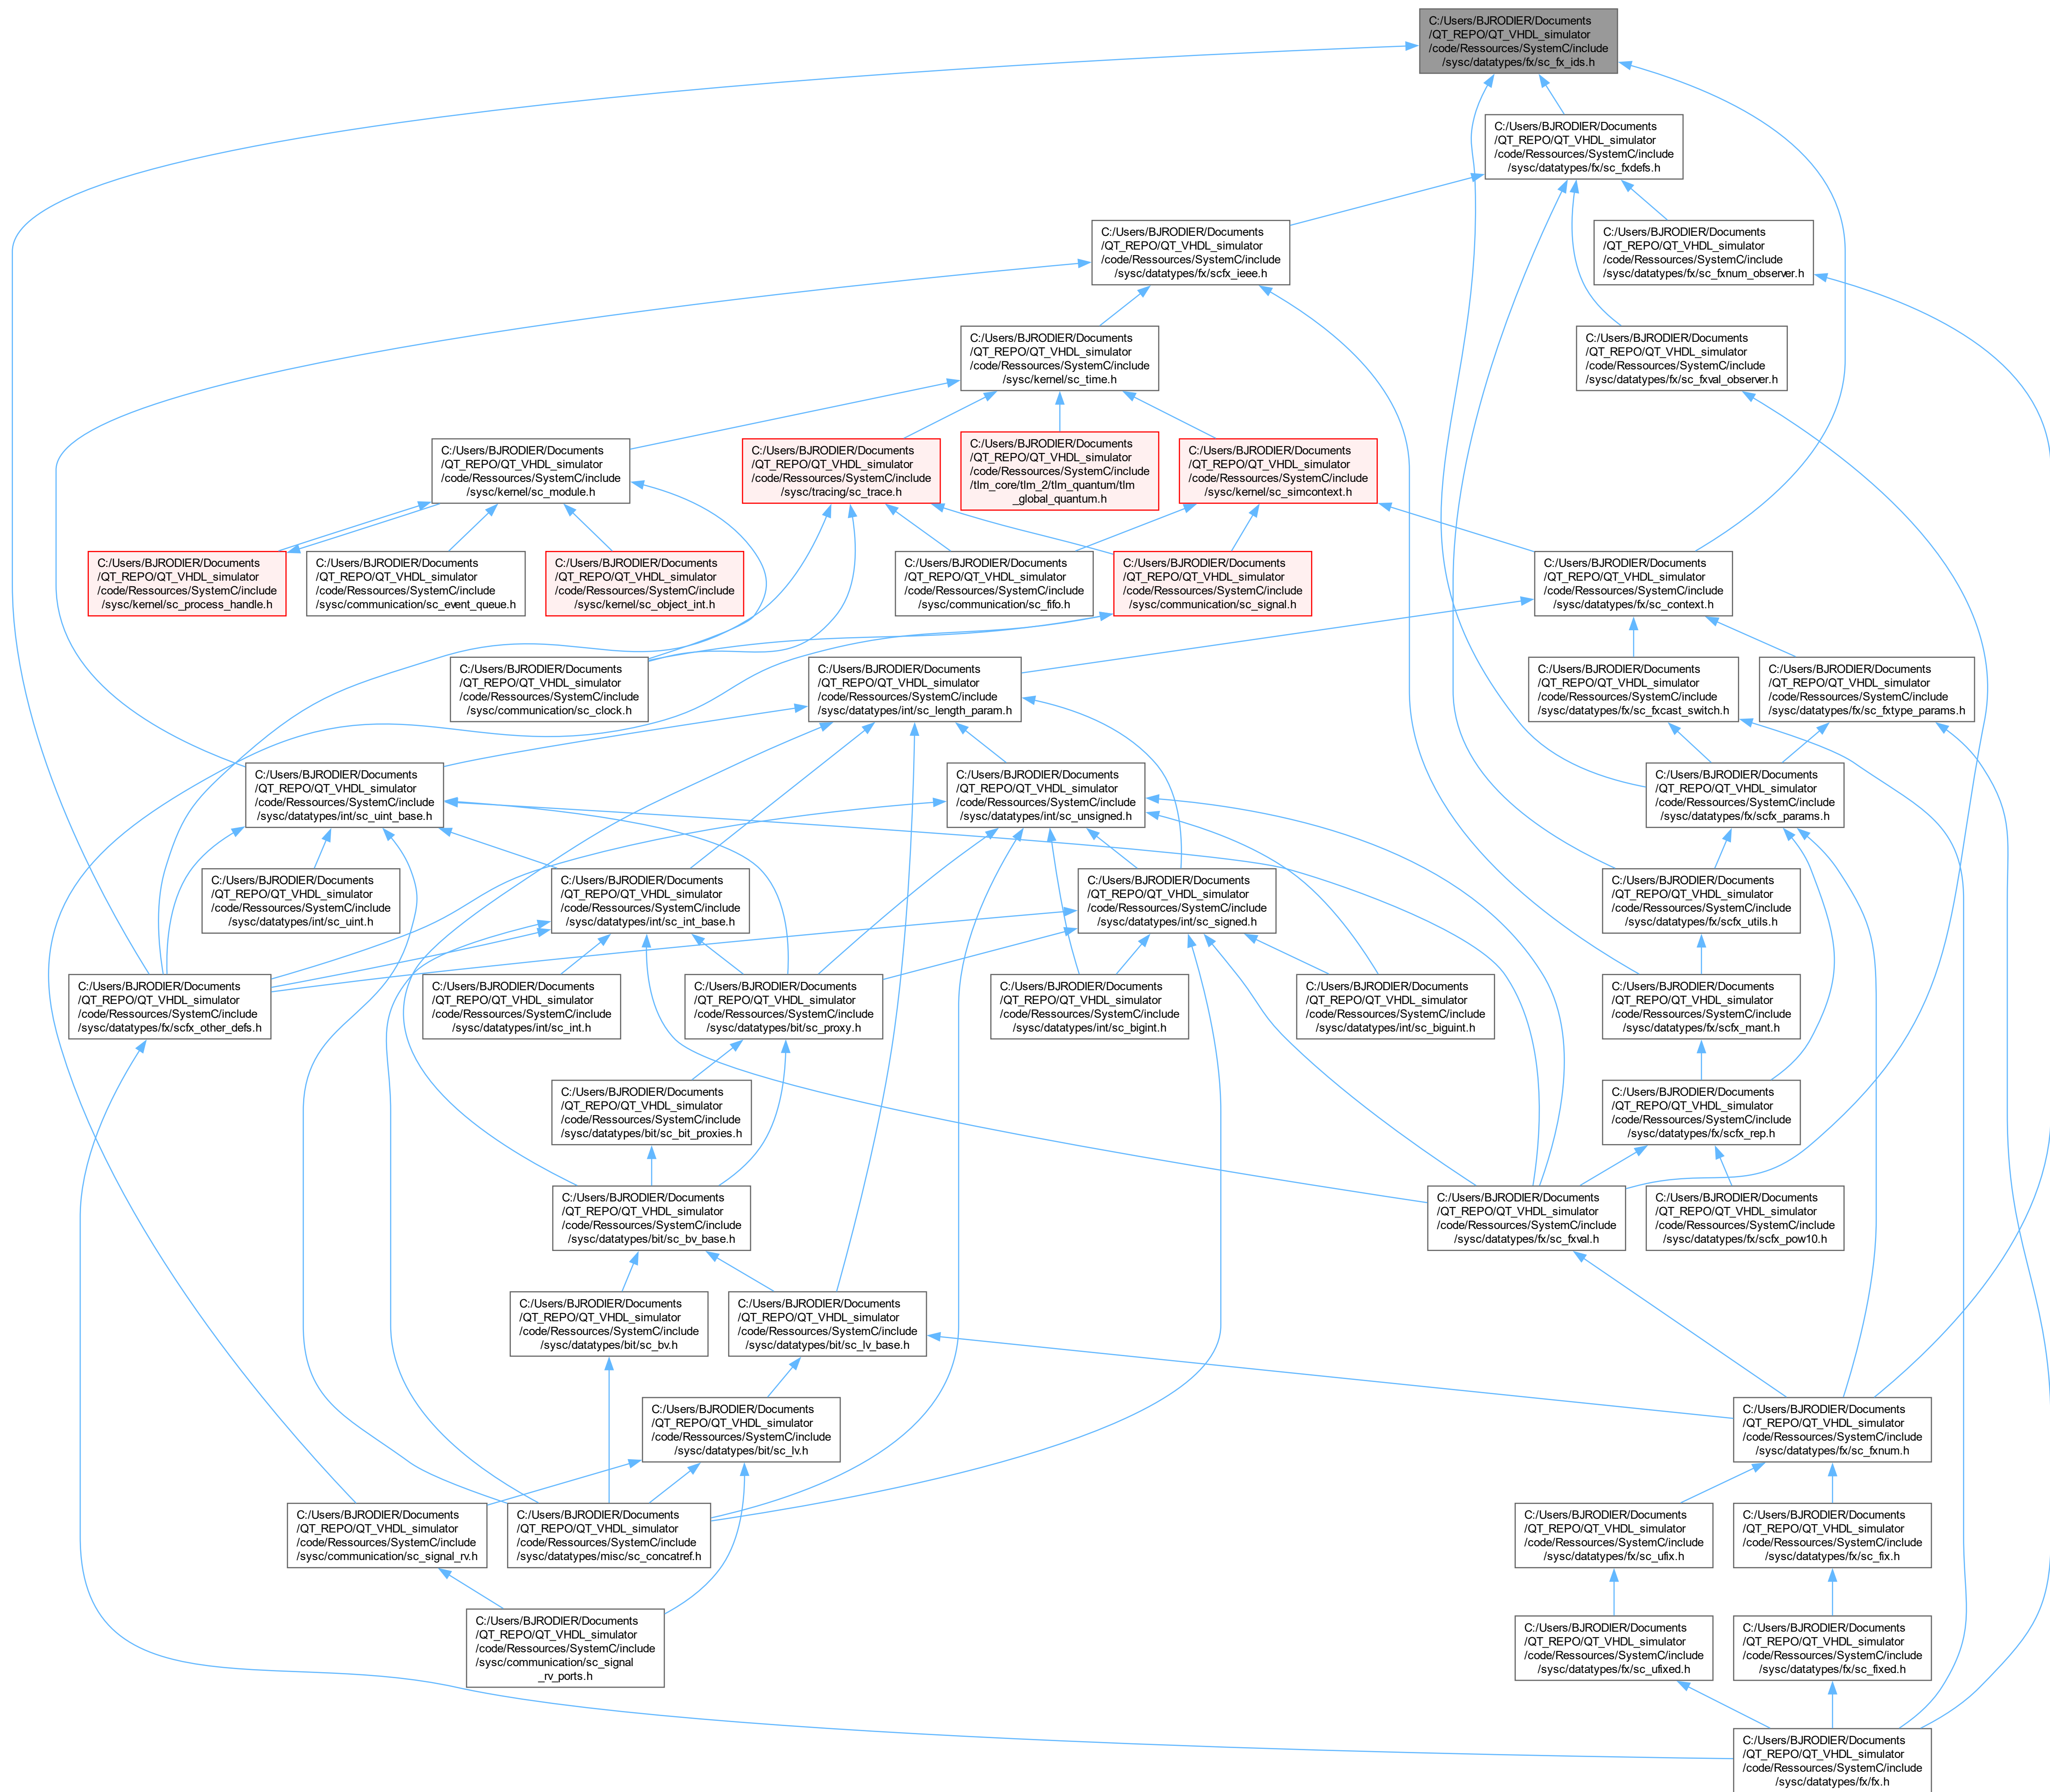 C:/Users/BJRODIER/Documents
/QT_REPO/QT_VHDL_simulator
/code/Ressources/SystemC/include
/sysc/datatypes/fx/sc_fx_ids.h
C:/Users/BJRODIER/Documents
/QT_REPO/QT_VHDL_simulator
/code/Ressources/SystemC/include
/sysc/datatypes/fx/sc_fxdefs.h
C:/Users/BJRODIER/Documents
/QT_REPO/QT_VHDL_simulator
/code/Ressources/SystemC/include
/sysc/datatypes/fx/scfx_ieee.h
C:/Users/BJRODIER/Documents
/QT_REPO/QT_VHDL_simulator
/code/Ressources/SystemC/include
/sysc/datatypes/fx/sc_fxnum_observer.h
C:/Users/BJRODIER/Documents
/QT_REPO/QT_VHDL_simulator
/code/Ressources/SystemC/include
/sysc/kernel/sc_time.h
C:/Users/BJRODIER/Documents
/QT_REPO/QT_VHDL_simulator
/code/Ressources/SystemC/include
/sysc/datatypes/fx/sc_fxval_observer.h
C:/Users/BJRODIER/Documents
/QT_REPO/QT_VHDL_simulator
/code/Ressources/SystemC/include
/sysc/kernel/sc_module.h
C:/Users/BJRODIER/Documents
/QT_REPO/QT_VHDL_simulator
/code/Ressources/SystemC/include
/sysc/tracing/sc_trace.h
C:/Users/BJRODIER/Documents
/QT_REPO/QT_VHDL_simulator
/code/Ressources/SystemC/include
/tlm_core/tlm_2/tlm_quantum/tlm
_global_quantum.h
C:/Users/BJRODIER/Documents
/QT_REPO/QT_VHDL_simulator
/code/Ressources/SystemC/include
/sysc/kernel/sc_simcontext.h
C:/Users/BJRODIER/Documents
/QT_REPO/QT_VHDL_simulator
/code/Ressources/SystemC/include
/sysc/kernel/sc_process_handle.h
C:/Users/BJRODIER/Documents
/QT_REPO/QT_VHDL_simulator
/code/Ressources/SystemC/include
/sysc/communication/sc_event_queue.h
C:/Users/BJRODIER/Documents
/QT_REPO/QT_VHDL_simulator
/code/Ressources/SystemC/include
/sysc/kernel/sc_object_int.h
C:/Users/BJRODIER/Documents
/QT_REPO/QT_VHDL_simulator
/code/Ressources/SystemC/include
/sysc/communication/sc_fifo.h
C:/Users/BJRODIER/Documents
/QT_REPO/QT_VHDL_simulator
/code/Ressources/SystemC/include
/sysc/communication/sc_signal.h
C:/Users/BJRODIER/Documents
/QT_REPO/QT_VHDL_simulator
/code/Ressources/SystemC/include
/sysc/datatypes/fx/sc_context.h
C:/Users/BJRODIER/Documents
/QT_REPO/QT_VHDL_simulator
/code/Ressources/SystemC/include
/sysc/communication/sc_clock.h
C:/Users/BJRODIER/Documents
/QT_REPO/QT_VHDL_simulator
/code/Ressources/SystemC/include
/sysc/datatypes/int/sc_length_param.h
C:/Users/BJRODIER/Documents
/QT_REPO/QT_VHDL_simulator
/code/Ressources/SystemC/include
/sysc/datatypes/fx/sc_fxcast_switch.h
C:/Users/BJRODIER/Documents
/QT_REPO/QT_VHDL_simulator
/code/Ressources/SystemC/include
/sysc/datatypes/fx/sc_fxtype_params.h
C:/Users/BJRODIER/Documents
/QT_REPO/QT_VHDL_simulator
/code/Ressources/SystemC/include
/sysc/datatypes/int/sc_uint_base.h
C:/Users/BJRODIER/Documents
/QT_REPO/QT_VHDL_simulator
/code/Ressources/SystemC/include
/sysc/datatypes/int/sc_unsigned.h
C:/Users/BJRODIER/Documents
/QT_REPO/QT_VHDL_simulator
/code/Ressources/SystemC/include
/sysc/datatypes/fx/scfx_params.h
C:/Users/BJRODIER/Documents
/QT_REPO/QT_VHDL_simulator
/code/Ressources/SystemC/include
/sysc/datatypes/int/sc_uint.h
C:/Users/BJRODIER/Documents
/QT_REPO/QT_VHDL_simulator
/code/Ressources/SystemC/include
/sysc/datatypes/int/sc_int_base.h
C:/Users/BJRODIER/Documents
/QT_REPO/QT_VHDL_simulator
/code/Ressources/SystemC/include
/sysc/datatypes/int/sc_signed.h
C:/Users/BJRODIER/Documents
/QT_REPO/QT_VHDL_simulator
/code/Ressources/SystemC/include
/sysc/datatypes/fx/scfx_utils.h
C:/Users/BJRODIER/Documents
/QT_REPO/QT_VHDL_simulator
/code/Ressources/SystemC/include
/sysc/datatypes/fx/scfx_other_defs.h
C:/Users/BJRODIER/Documents
/QT_REPO/QT_VHDL_simulator
/code/Ressources/SystemC/include
/sysc/datatypes/int/sc_int.h
C:/Users/BJRODIER/Documents
/QT_REPO/QT_VHDL_simulator
/code/Ressources/SystemC/include
/sysc/datatypes/bit/sc_proxy.h
C:/Users/BJRODIER/Documents
/QT_REPO/QT_VHDL_simulator
/code/Ressources/SystemC/include
/sysc/datatypes/int/sc_bigint.h
C:/Users/BJRODIER/Documents
/QT_REPO/QT_VHDL_simulator
/code/Ressources/SystemC/include
/sysc/datatypes/int/sc_biguint.h
C:/Users/BJRODIER/Documents
/QT_REPO/QT_VHDL_simulator
/code/Ressources/SystemC/include
/sysc/datatypes/fx/scfx_mant.h
C:/Users/BJRODIER/Documents
/QT_REPO/QT_VHDL_simulator
/code/Ressources/SystemC/include
/sysc/datatypes/bit/sc_bit_proxies.h
C:/Users/BJRODIER/Documents
/QT_REPO/QT_VHDL_simulator
/code/Ressources/SystemC/include
/sysc/datatypes/fx/scfx_rep.h
C:/Users/BJRODIER/Documents
/QT_REPO/QT_VHDL_simulator
/code/Ressources/SystemC/include
/sysc/datatypes/bit/sc_bv_base.h
C:/Users/BJRODIER/Documents
/QT_REPO/QT_VHDL_simulator
/code/Ressources/SystemC/include
/sysc/datatypes/fx/sc_fxval.h
C:/Users/BJRODIER/Documents
/QT_REPO/QT_VHDL_simulator
/code/Ressources/SystemC/include
/sysc/datatypes/fx/scfx_pow10.h
C:/Users/BJRODIER/Documents
/QT_REPO/QT_VHDL_simulator
/code/Ressources/SystemC/include
/sysc/datatypes/bit/sc_bv.h
C:/Users/BJRODIER/Documents
/QT_REPO/QT_VHDL_simulator
/code/Ressources/SystemC/include
/sysc/datatypes/bit/sc_lv_base.h
C:/Users/BJRODIER/Documents
/QT_REPO/QT_VHDL_simulator
/code/Ressources/SystemC/include
/sysc/datatypes/bit/sc_lv.h
C:/Users/BJRODIER/Documents
/QT_REPO/QT_VHDL_simulator
/code/Ressources/SystemC/include
/sysc/datatypes/fx/sc_fxnum.h
C:/Users/BJRODIER/Documents
/QT_REPO/QT_VHDL_simulator
/code/Ressources/SystemC/include
/sysc/communication/sc_signal_rv.h
C:/Users/BJRODIER/Documents
/QT_REPO/QT_VHDL_simulator
/code/Ressources/SystemC/include
/sysc/datatypes/misc/sc_concatref.h
C:/Users/BJRODIER/Documents
/QT_REPO/QT_VHDL_simulator
/code/Ressources/SystemC/include
/sysc/datatypes/fx/sc_ufix.h
C:/Users/BJRODIER/Documents
/QT_REPO/QT_VHDL_simulator
/code/Ressources/SystemC/include
/sysc/datatypes/fx/sc_fix.h
C:/Users/BJRODIER/Documents
/QT_REPO/QT_VHDL_simulator
/code/Ressources/SystemC/include
/sysc/communication/sc_signal
_rv_ports.h
C:/Users/BJRODIER/Documents
/QT_REPO/QT_VHDL_simulator
/code/Ressources/SystemC/include
/sysc/datatypes/fx/sc_ufixed.h
C:/Users/BJRODIER/Documents
/QT_REPO/QT_VHDL_simulator
/code/Ressources/SystemC/include
/sysc/datatypes/fx/sc_fixed.h
C:/Users/BJRODIER/Documents
/QT_REPO/QT_VHDL_simulator
/code/Ressources/SystemC/include
/sysc/datatypes/fx/fx.h